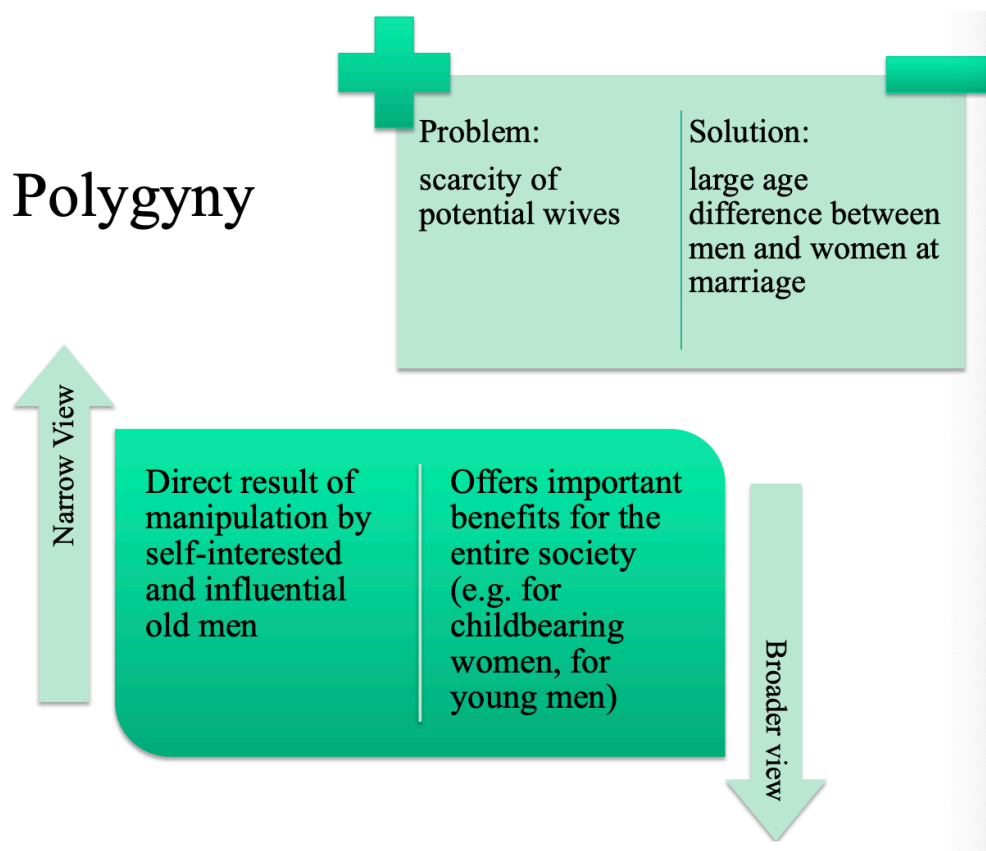 Polygyny
Problem:
scarcity of
potential wives
Solution:
large age
difference between
men and women at
marriage
Narrow View
Direct result of
manipulation by
self-interested
and influential
old men
Offers important
benefits for the
entire society
(e.g. for
childbearing
women, for
young men)
Broader view